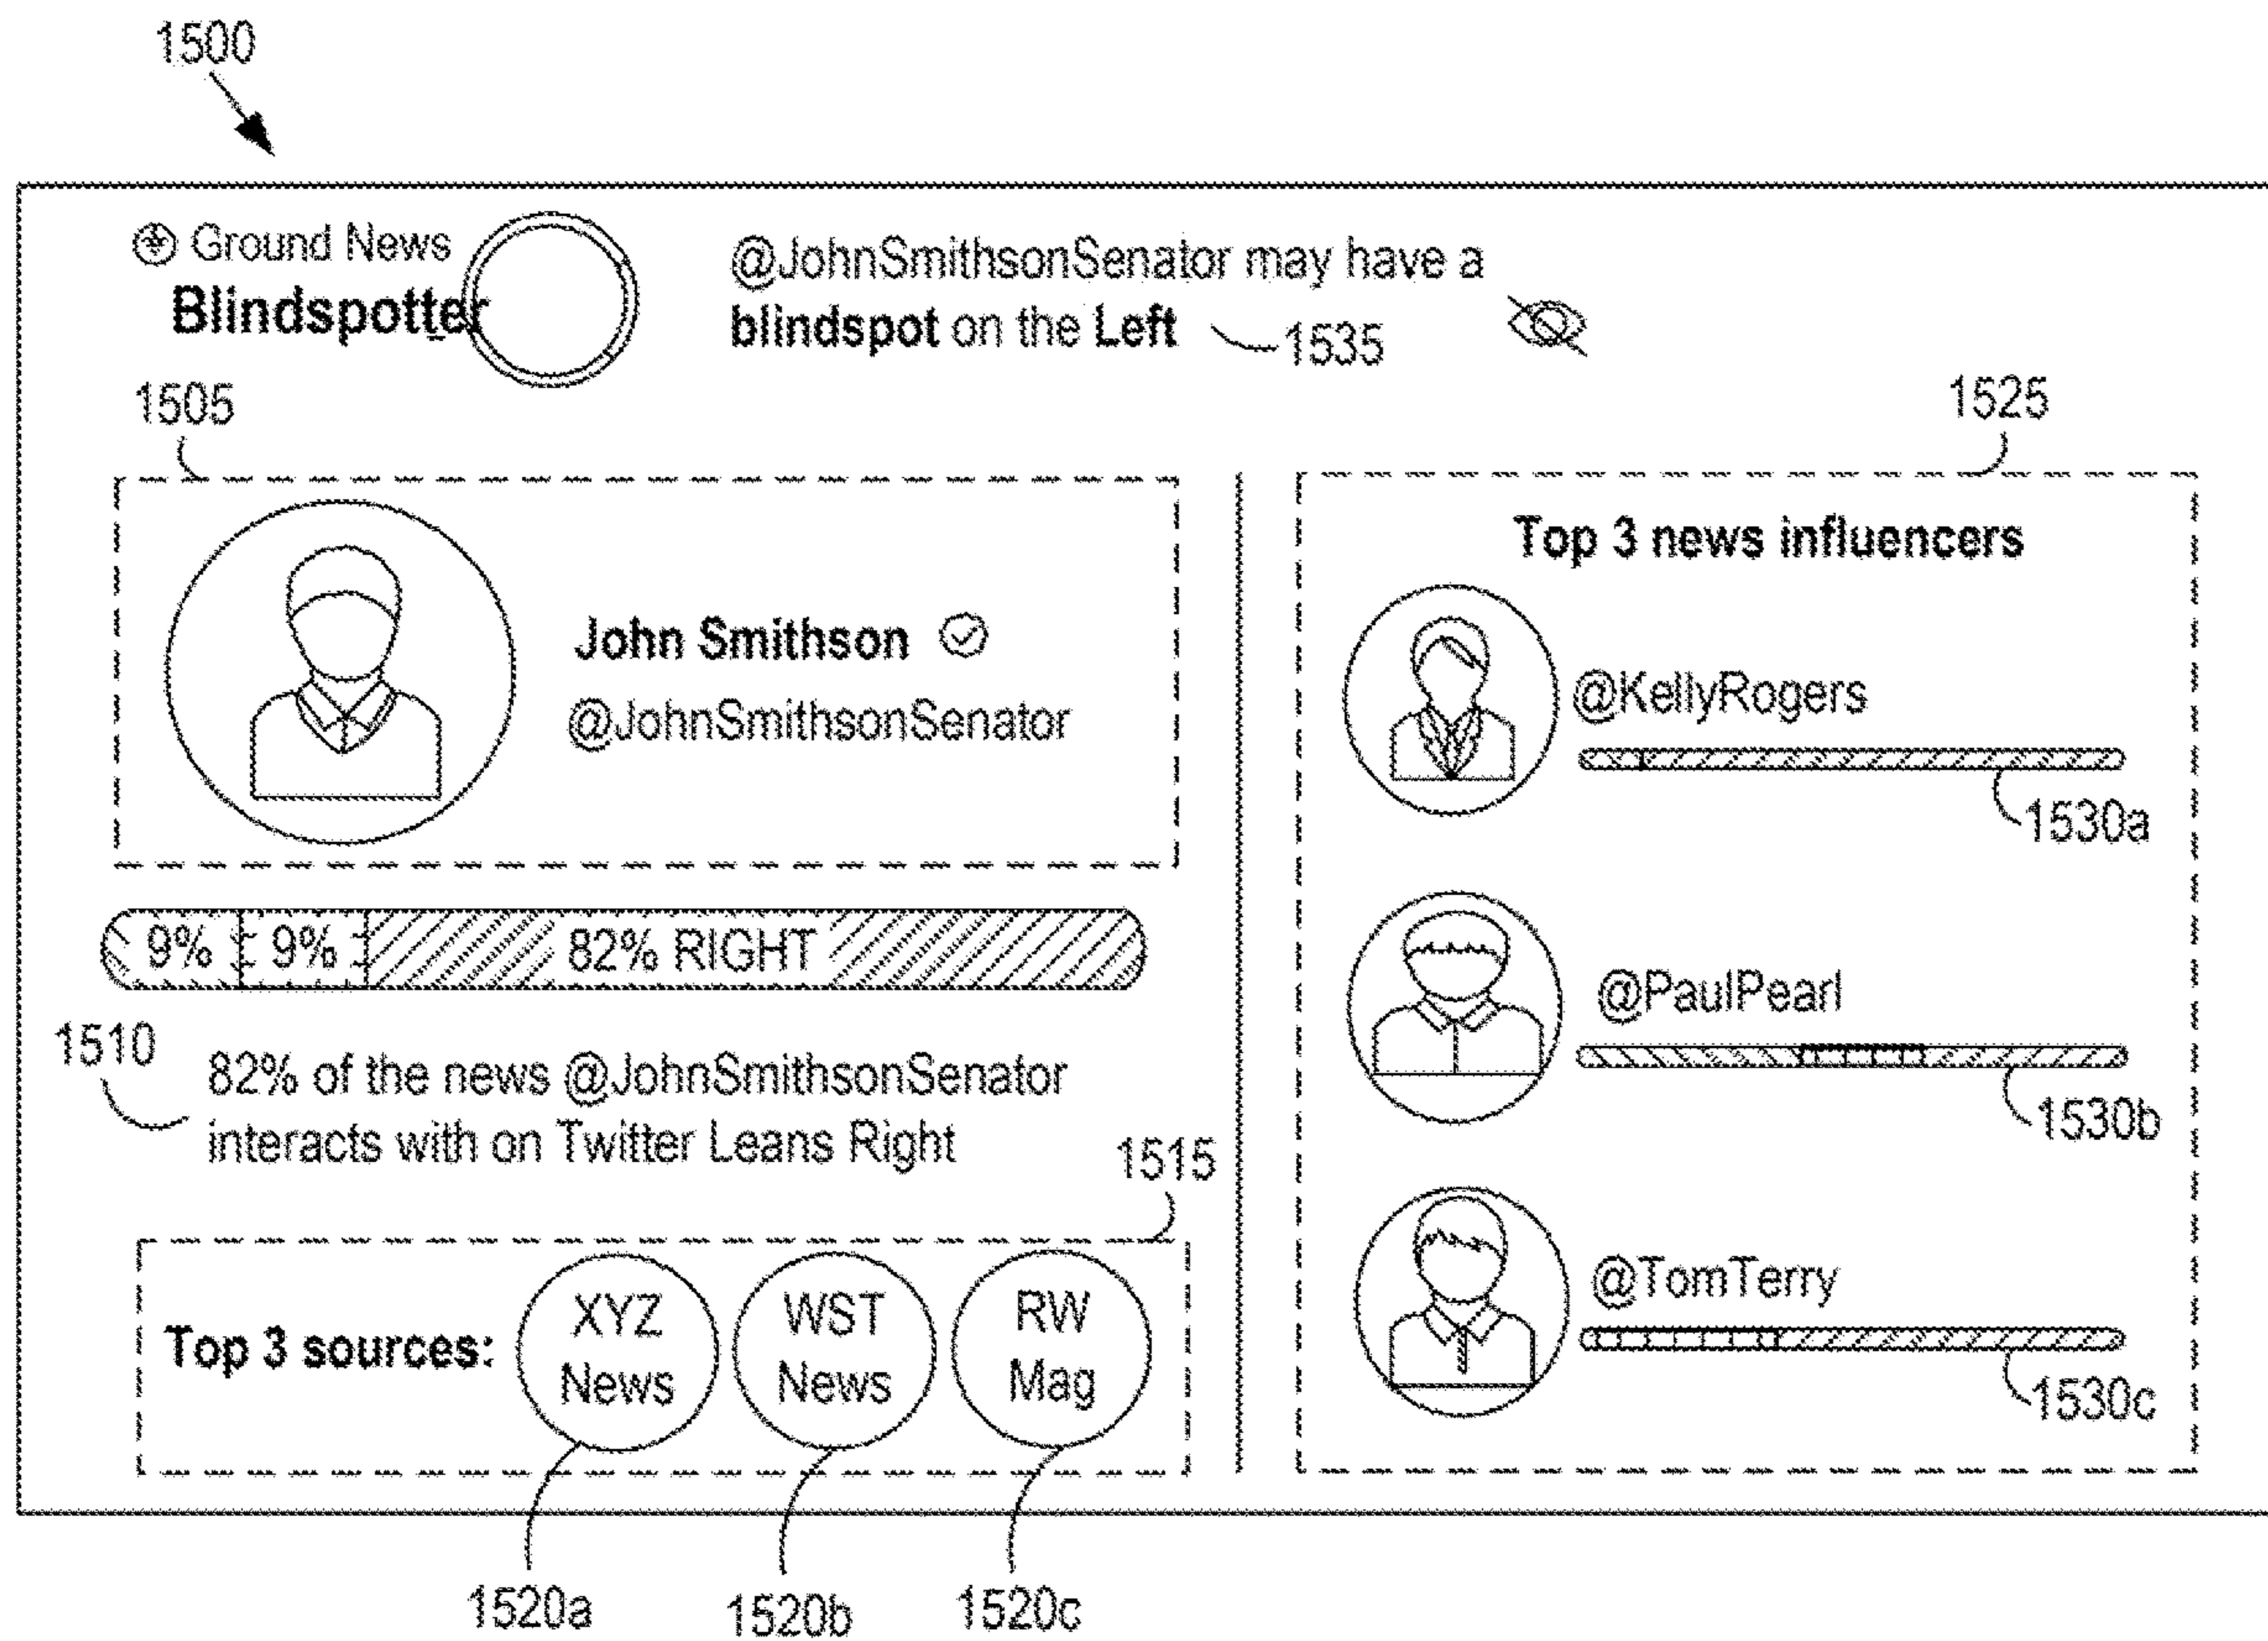 1500
Ground News
Blindspotter
@JohnSmithsonSenator may have a
blindspot on the Left
1535
1505
John Smithson
@JohnSmithsonSenator
9% 9% 82% RIGHT
1510
82% of the news @JohnSmithsonSenator
interacts with on Twitter Leans Right
1515
Top 3 sources:
XYZ
News
WST
News
RW
Mag
1520a
1520b
1520c
1525
Top 3 news influencers
@KellyRogers
1530a
@PaulPearl
1530b
@TomTerry
1530c